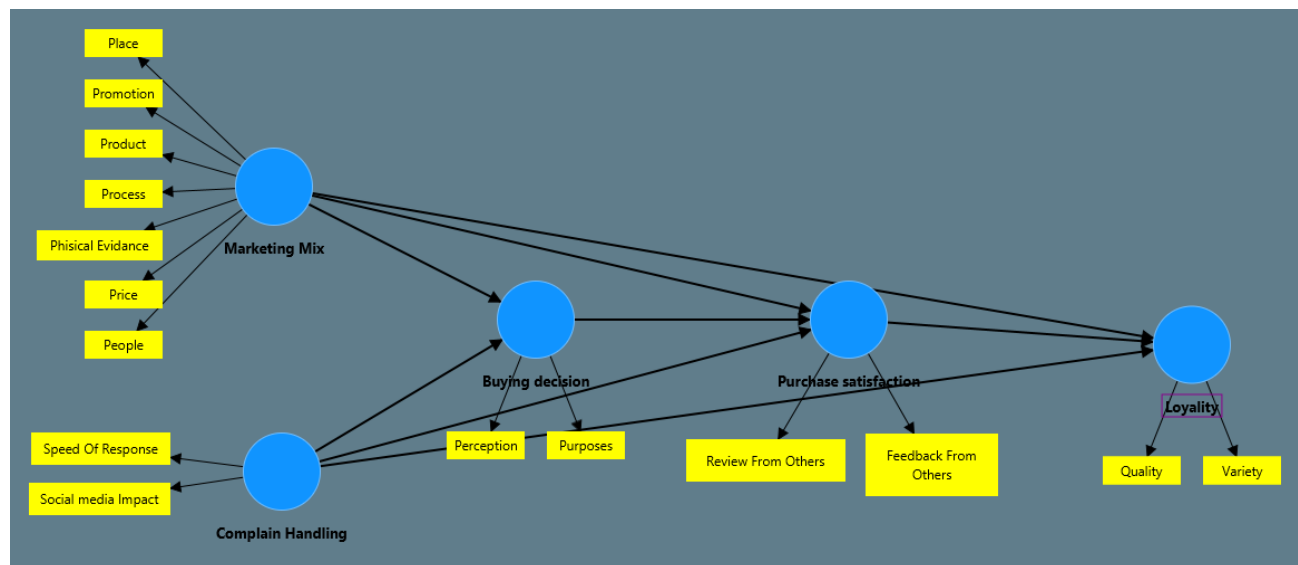 Place
Promotion
Product
Process
Phisical Evidance
Price
People
Marketing Mix
Buying decision
Purchase satisfaction
Loyality
Perception
Purposes
Review From Others
Feedback From
Others
Quality
Variety
Speed Of Response
Social media Impact
Complain Handling